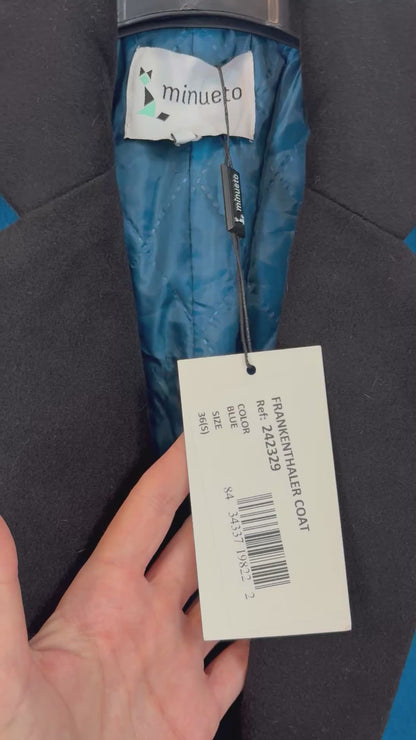 minueto
minueto
FRANKENTHALER COAT
Ref: 242329
COLOR
BLUE
SIZE
36(S)
84 34337 19822 2